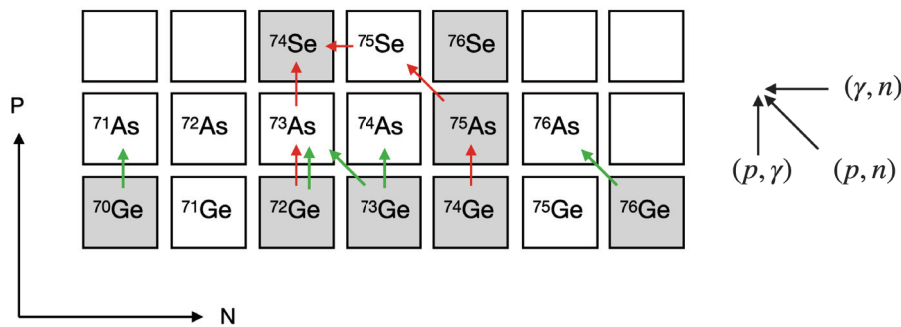 ⁷⁴Se ⁷⁵Se ⁷⁶Se
P
(γ, n)
⁷¹As ⁷²As ⁷³As ⁷⁴As ⁷⁵As ⁷⁶As
(p, γ) (p, n)
⁷⁰Ge ⁷¹Ge ⁷²Ge ⁷³Ge ⁷⁴Ge ⁷⁵Ge ⁷⁶Ge
N